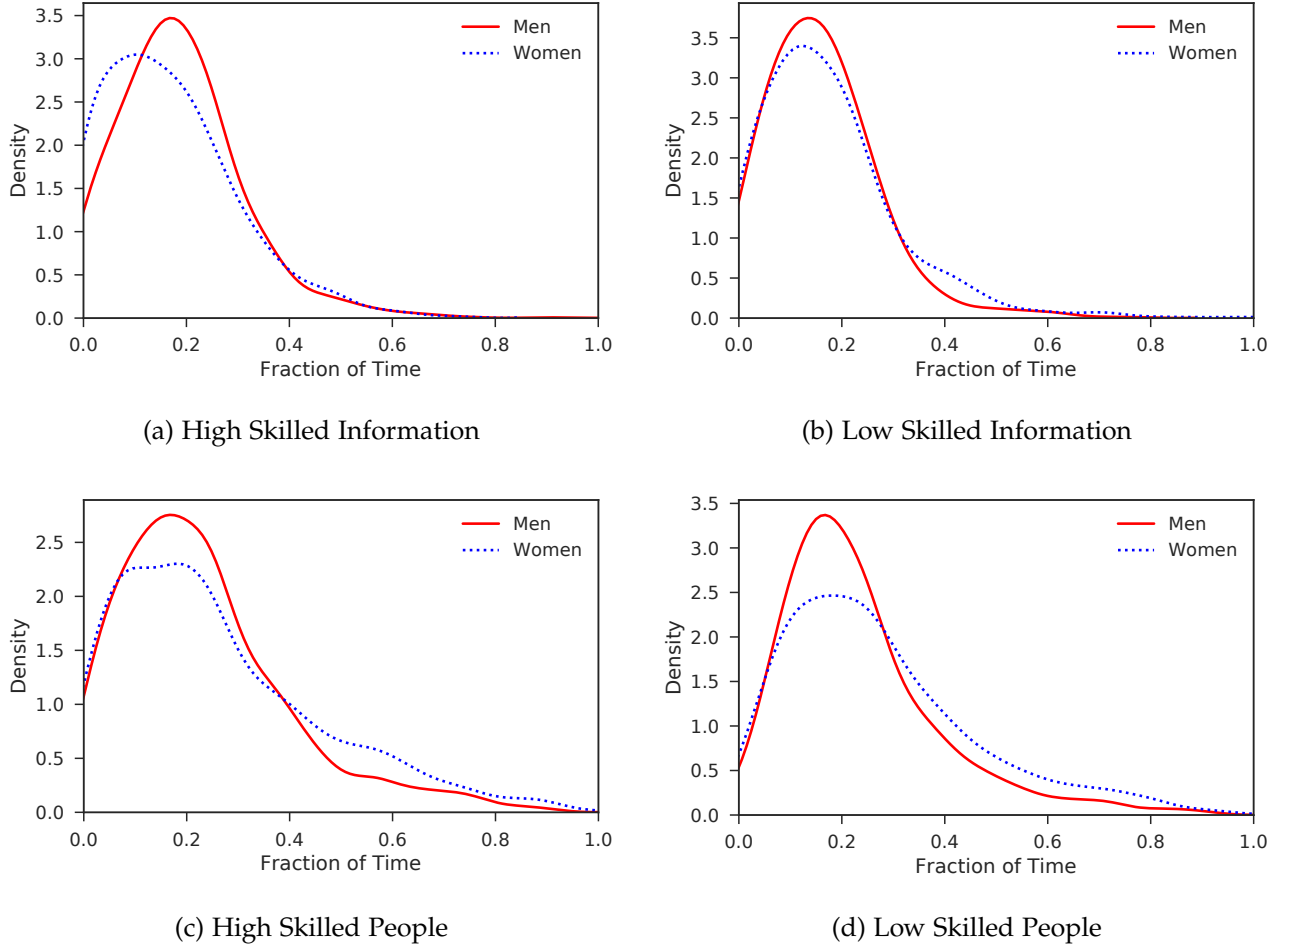 3.5
3.0
2.5
2.0
1.5
1.0
0.5
0.0
Density
Men
Women
0.0 0.2 0.4 0.6 0.8 1.0
Fraction of Time
(a) High Skilled Information
3.5
3.0
2.5
2.0
1.5
1.0
0.5
0.0
Density
Men
Women
0.0 0.2 0.4 0.6 0.8 1.0
Fraction of Time
(b) Low Skilled Information
2.5
2.0
1.5
1.0
0.5
0.0
Density
Men
Women
0.0 0.2 0.4 0.6 0.8 1.0
Fraction of Time
(c) High Skilled People
3.5
3.0
2.5
2.0
1.5
1.0
0.5
0.0
Density
Men
Women
0.0 0.2 0.4 0.6 0.8 1.0
Fraction of Time
(d) Low Skilled People